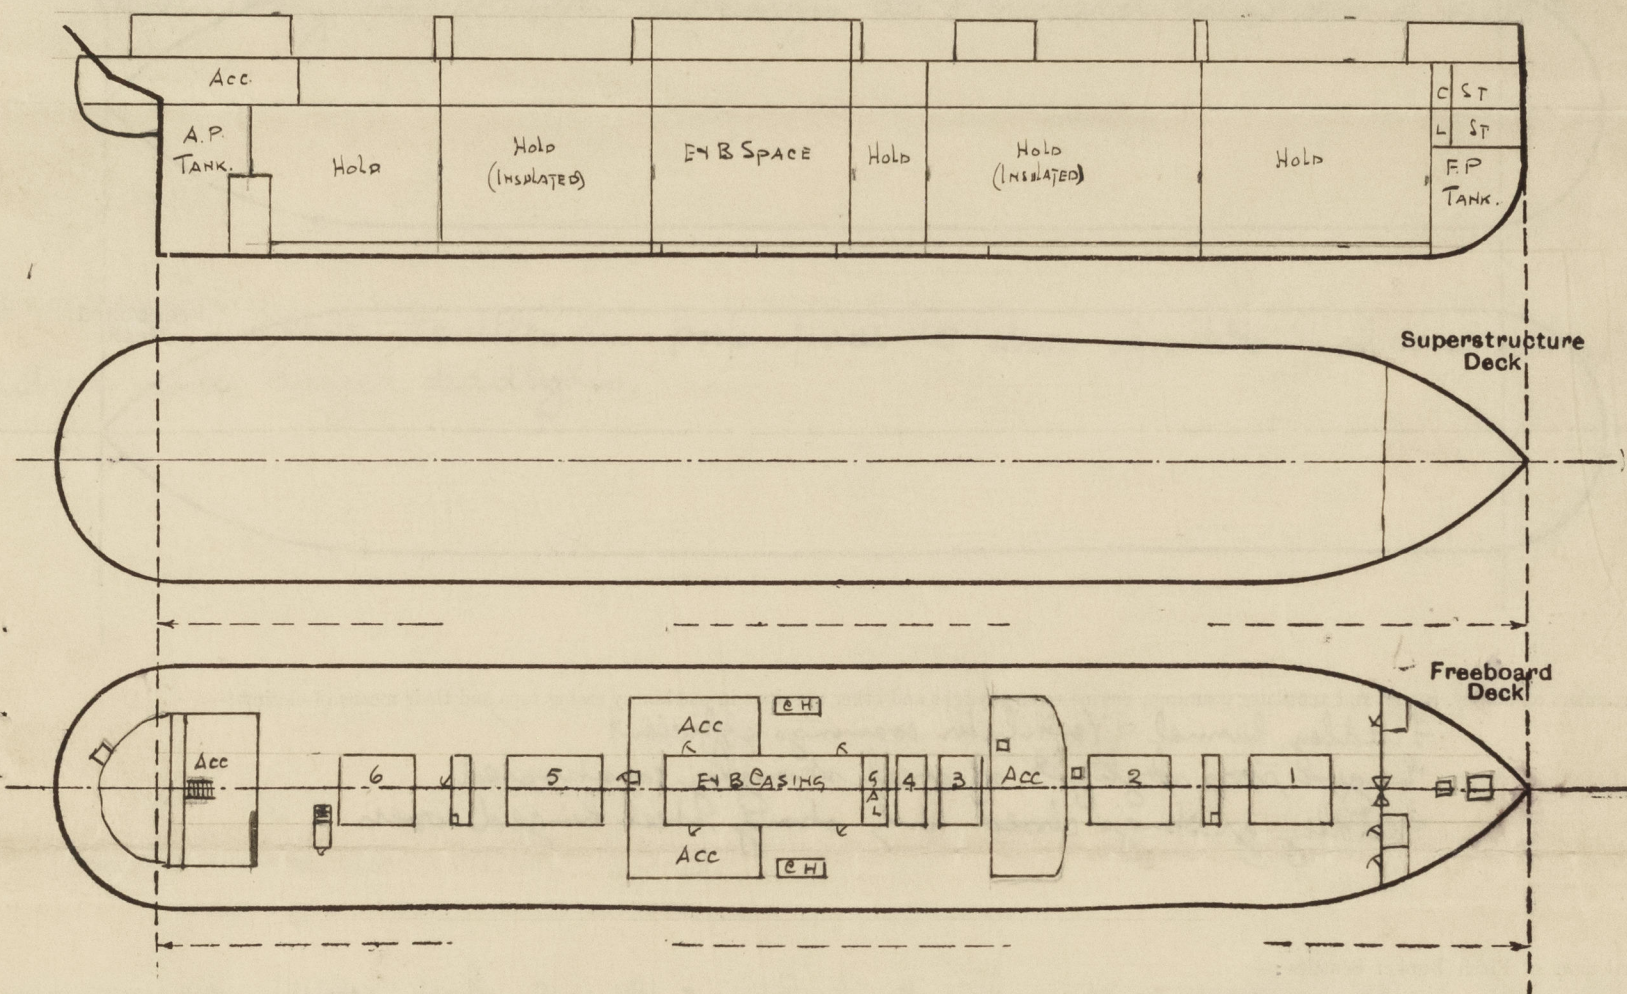 Acc.
C ST
A.P. TANK.
Hold
Hold (INSULATED)
E & B SPACE
Hold
Hold (INSULATED)
Hold
L ST
F.P TANK.
Superstructure
Deck
Freeboard
Deck
Acc
C H
Acc
6
5
E & B CASING
GAL
4
3
Acc
2
1
Acc
C H